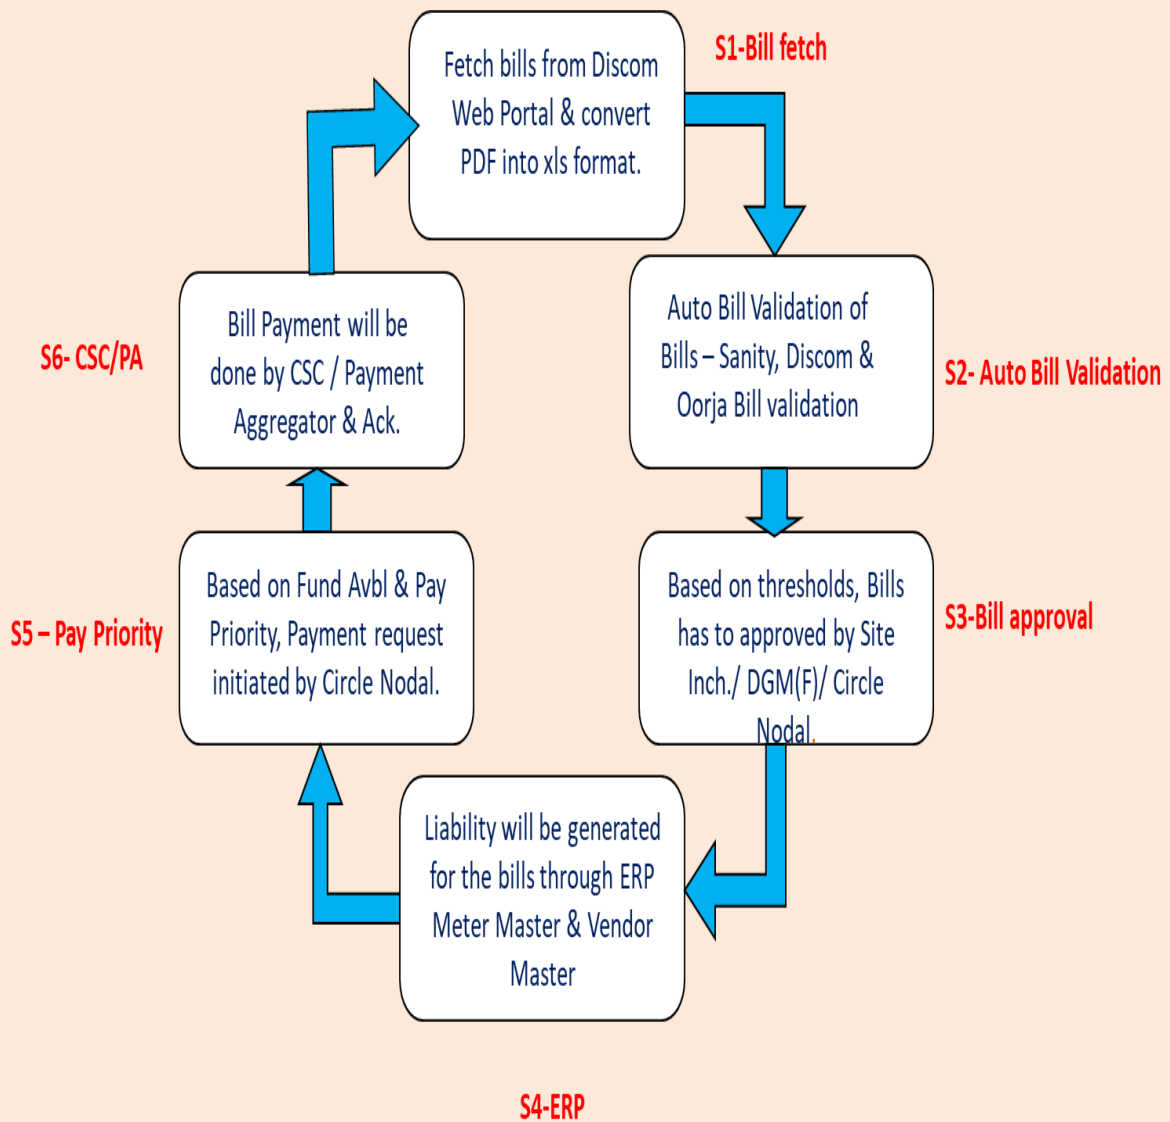 Fetch bills from Discom
Web Portal & convert
PDF into xls format.
S1-Bill fetch
Auto Bill Validation of
Bills – Sanity, Discom &
Oorja Bill validation
S2- Auto Bill Validation
Based on thresholds, Bills
has to approved by Site
Inch./ DGM(F)/ Circle
Nodal.
S3-Bill approval
Liability will be generated
for the bills through ERP
Meter Master & Vendor
Master
S4-ERP
Based on Fund Avbl & Pay
Priority, Payment request
initiated by Circle Nodal.
S5 – Pay Priority
Bill Payment will be
done by CSC / Payment
Aggregator & Ack.
S6- CSC/PA